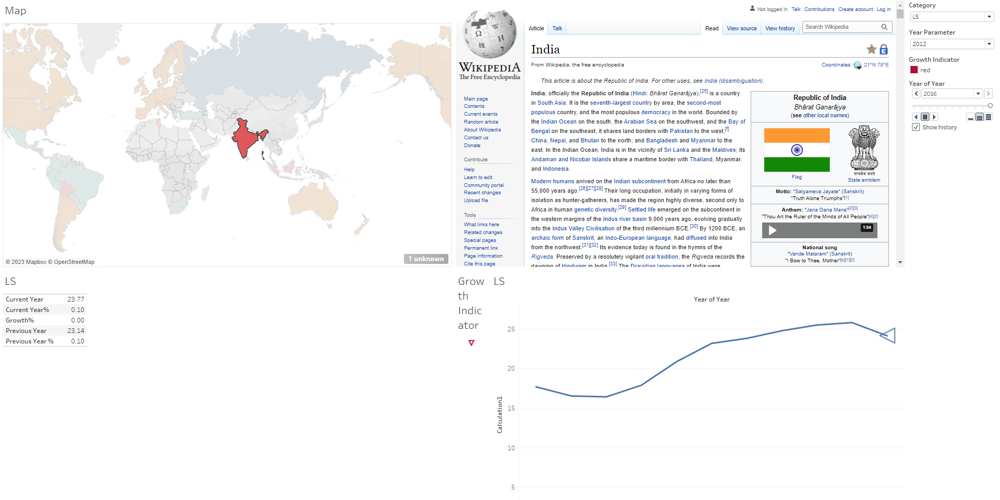 Map
© 2023 Mapbox © OpenStreetMap
1 unknown
WIKIPEDIA
The Free Encyclopedia
Main page
Contents
Current events
Random article
About Wikipedia
Contact us
Donate
Contribute
Help
Learn to edit
Community portal
Recent changes
Upload file
Tools
What links here
Related changes
Special pages
Permanent link
Page information
Cite this page
Not logged in Talk Contributions Create account Log in
Article Talk Read View source View history Search Wikipedia
India
From Wikipedia, the free encyclopedia
Coordinates: 21°N 78°E
This article is about the Republic of India. For other uses, see India (disambiguation).
India, officially the Republic of India (Hindi: Bhārat Gaṇarājya),[25] is a country
in South Asia. It is the seventh-largest country by area, the second-most
populous country, and the most populous democracy in the world. Bounded by
the Indian Ocean on the south, the Arabian Sea on the southwest, and the Bay of
Bengal on the southeast, it shares land borders with Pakistan to the west;[f]
China, Nepal, and Bhutan to the north; and Bangladesh and Myanmar to the
east. In the Indian Ocean, India is in the vicinity of Sri Lanka and the Maldives; its
Andaman and Nicobar Islands share a maritime border with Thailand, Myanmar,
and Indonesia.
Modern humans arrived on the Indian subcontinent from Africa no later than
55,000 years ago.[26][27][28] Their long occupation, initially in varying forms of
isolation as hunter-gatherers, has made the region highly diverse, second only to
Africa in human genetic diversity.[29] Settled life emerged on the subcontinent in
the western margins of the Indus river basin 9,000 years ago, evolving gradually
into the Indus Valley Civilisation of the third millennium BCE.[30] By 1200 BCE, an
archaic form of Sanskrit, an Indo-European language, had diffused into India
from the northwest.[31][32] Its evidence today is found in the hymns of the
Rigveda. Preserved by a resolutely vigilant oral tradition, the Rigveda records the
dawning of Hinduism in India.[33] The Dravidian languages of India were
Republic of India
Bhārat Gaṇarājya
(see other local names)
सत्यमेव जयते
Flag
State emblem
Motto: "Satyameva Jayate" (Sanskrit)
"Truth Alone Triumphs"[1]
Anthem: "Jana Gana Mana"[2][3]
"Thou Art the Ruler of the Minds of All People"[4][2]
1:04
National song
"Vande Mataram" (Sanskrit)
"I Bow to Thee, Mother"[a][1][2]
Category
LS
Year Parameter
2012
Growth Indicator
red
Year of Year
2016
Show history
LS
Current Year 23.77
Current Year% 0.10
Growth% 0.00
Previous Year 23.14
Previous Year % 0.10
Grow
th
Indic
ator
LS
Year of Year
25
20
15
10
5
Calculation1